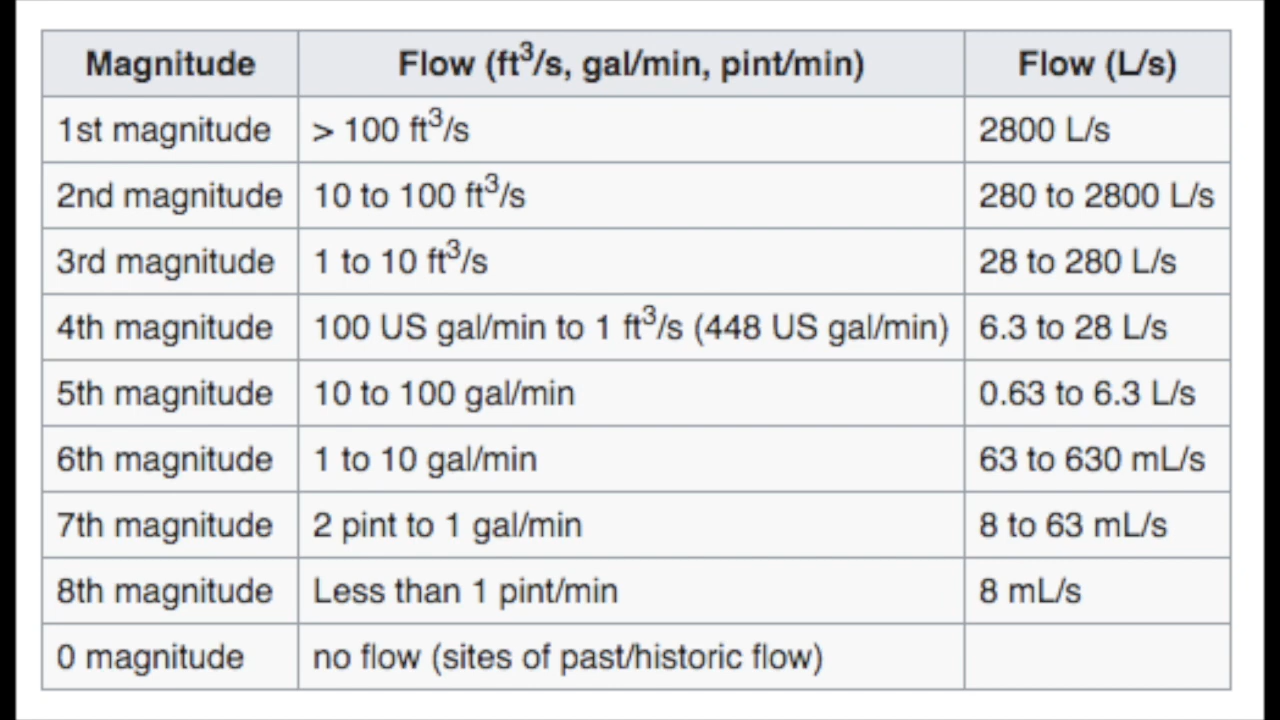 Magnitude Flow (ft³/s, gal/min, pint/min) Flow (L/s)
1st magnitude > 100 ft³/s 2800 L/s
2nd magnitude 10 to 100 ft³/s 280 to 2800 L/s
3rd magnitude 1 to 10 ft³/s 28 to 280 L/s
4th magnitude 100 US gal/min to 1 ft³/s (448 US gal/min) 6.3 to 28 L/s
5th magnitude 10 to 100 gal/min 0.63 to 6.3 L/s
6th magnitude 1 to 10 gal/min 63 to 630 mL/s
7th magnitude 2 pint to 1 gal/min 8 to 63 mL/s
8th magnitude Less than 1 pint/min 8 mL/s
0 magnitude no flow (sites of past/historic flow)